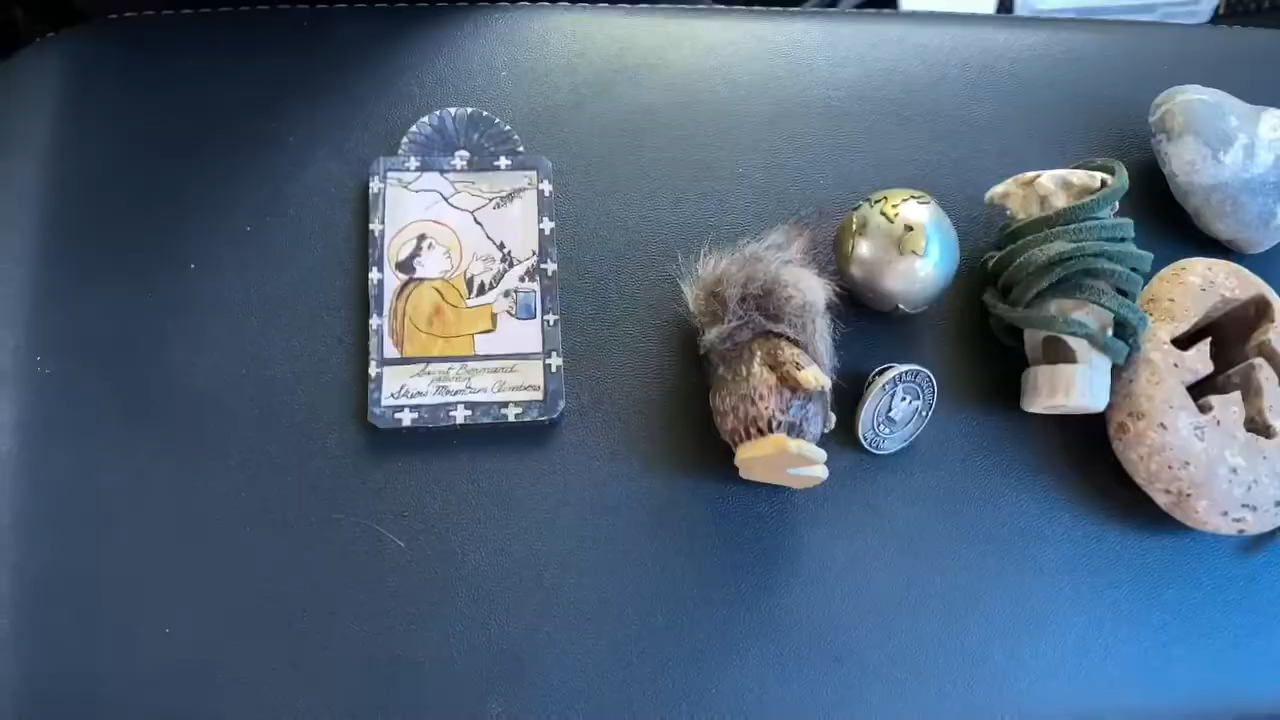 Saint Bernard
patron
Skiers Mountain Climbers
EAGLE SCOUT
MOM